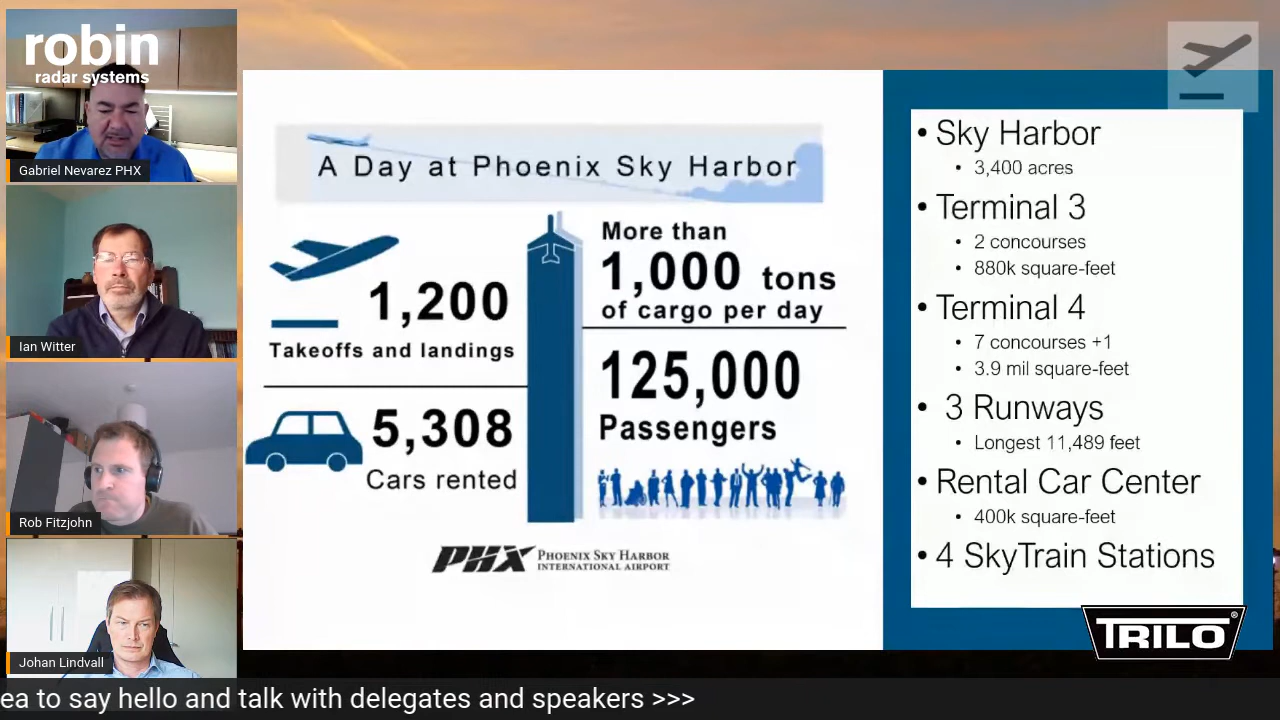 robin
radar systems
Gabriel Nevarez PHX
Ian Witter
Rob Fitzjohn
Johan Lindvall
A Day at Phoenix Sky Harbor
1,200
Takeoffs and landings
5,308
Cars rented
More than
1,000 tons
of cargo per day
125,000
Passengers
PHX PHOENIX SKY HARBOR
INTERNATIONAL AIRPORT
• Sky Harbor
• 3,400 acres
• Terminal 3
• 2 concourses
• 880k square-feet
• Terminal 4
• 7 concourses +1
• 3.9 mil square-feet
• 3 Runways
• Longest 11,489 feet
• Rental Car Center
• 400k square-feet
• 4 SkyTrain Stations
TRILO®
ea to say hello and talk with delegates and speakers >>>